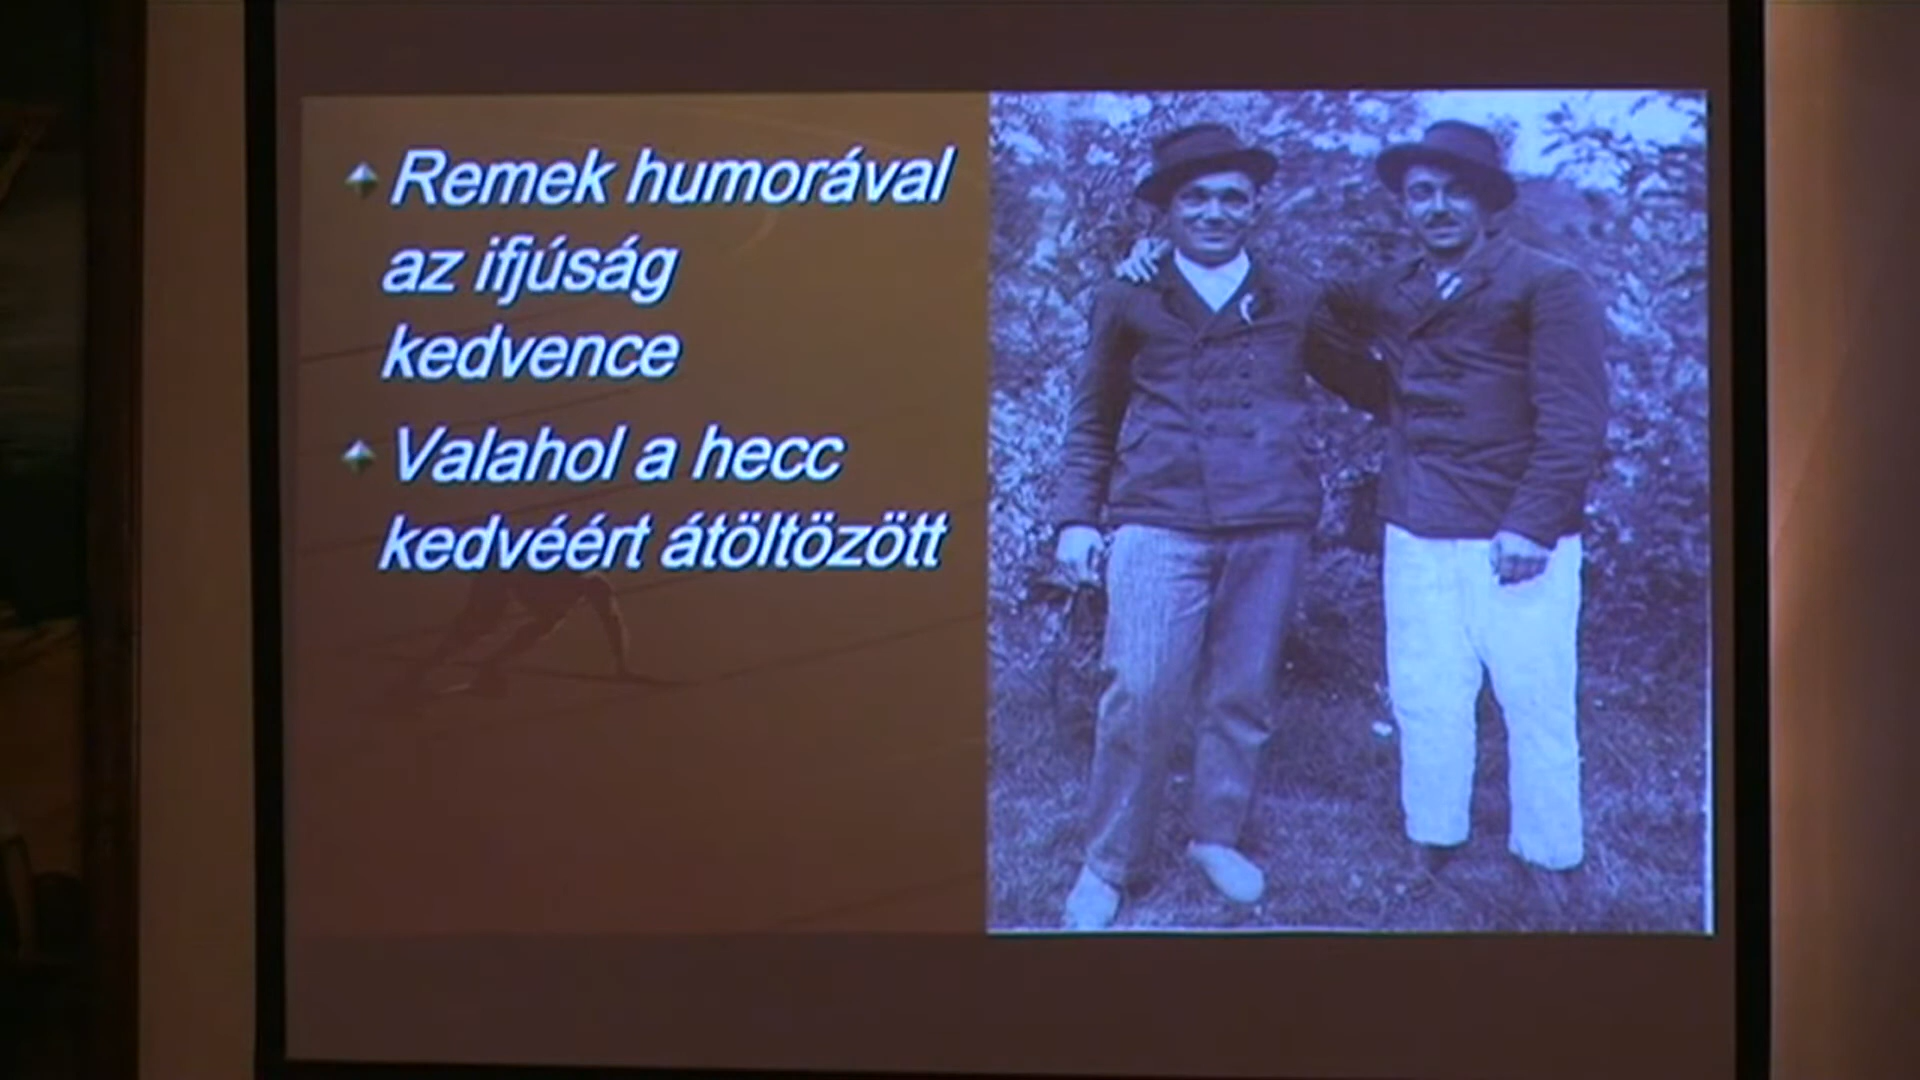 Remek humorával
az ifjúság
kedvence
Valahol a hecc
kedvéért átöltözött